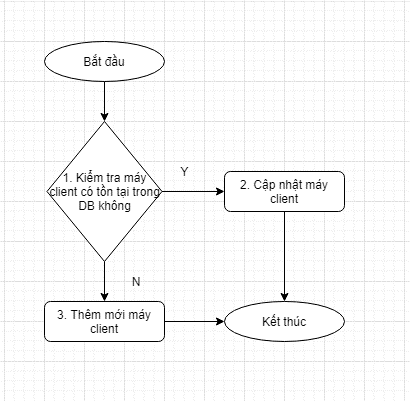 Bắt đầu
1. Kiểm tra máy
client có tồn tại trong
DB không
Y
2. Cập nhật máy
client
N
3. Thêm mới máy
client
Kết thúc